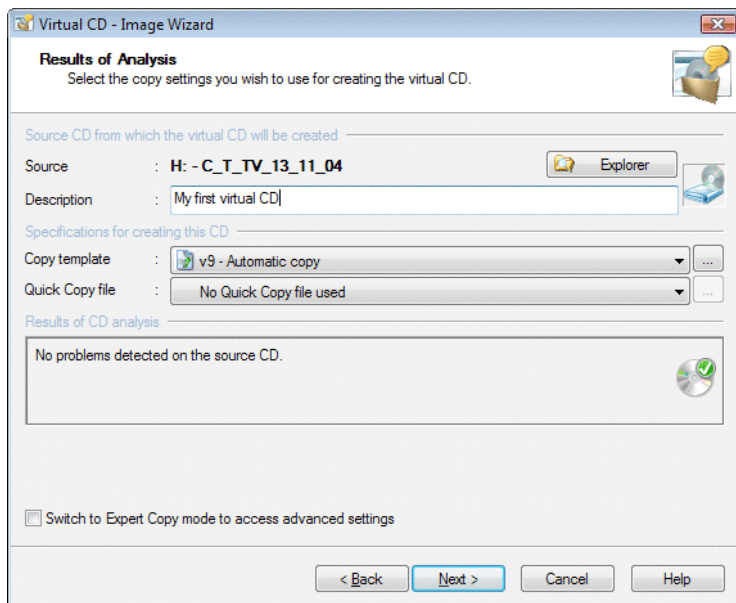 Virtual CD - Image Wizard
Results of Analysis
Select the copy settings you wish to use for creating the virtual CD.
Source CD from which the virtual CD will be created
Source : H: - C_T_TV_13_11_04 Explorer
Description : My first virtual CD
Specifications for creating this CD
Copy template : v9 - Automatic copy ...
Quick Copy file : No Quick Copy file used ...
Results of CD analysis
No problems detected on the source CD.
Switch to Expert Copy mode to access advanced settings
< Back Next > Cancel Help